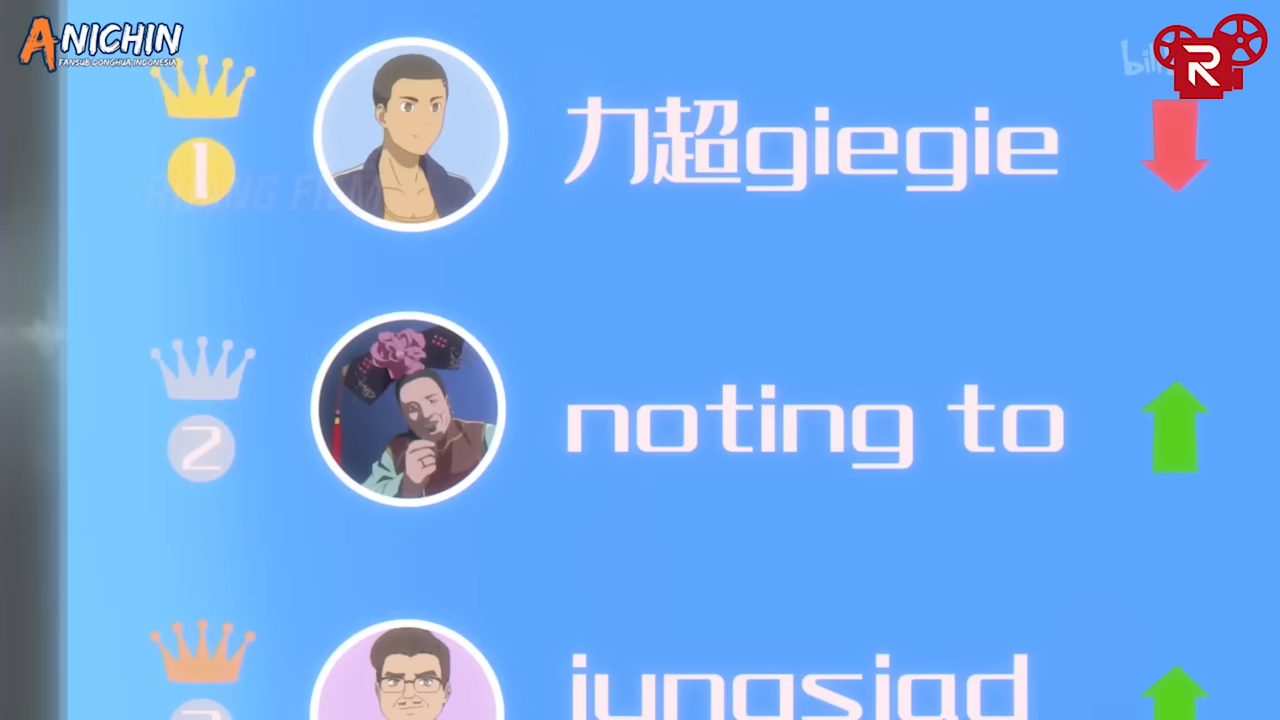 ANICHIN
FANSUB DONGHUA INDONESIA
R
1
力超giegie
2
noting to